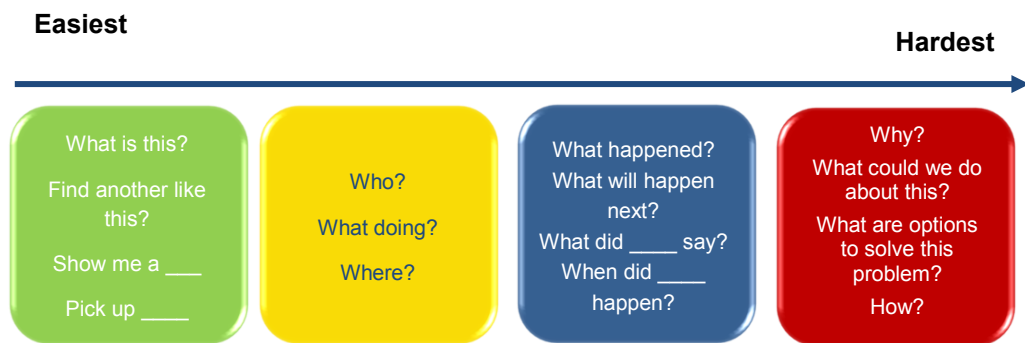 Easiest
Hardest
What is this?
Find another like
this?
Show me a ___
Pick up ____
Who?
What doing?
Where?
What happened?
What will happen
next?
What did ____ say?
When did ____
happen?
Why?
What could we do
about this?
What are options
to solve this
problem?
How?